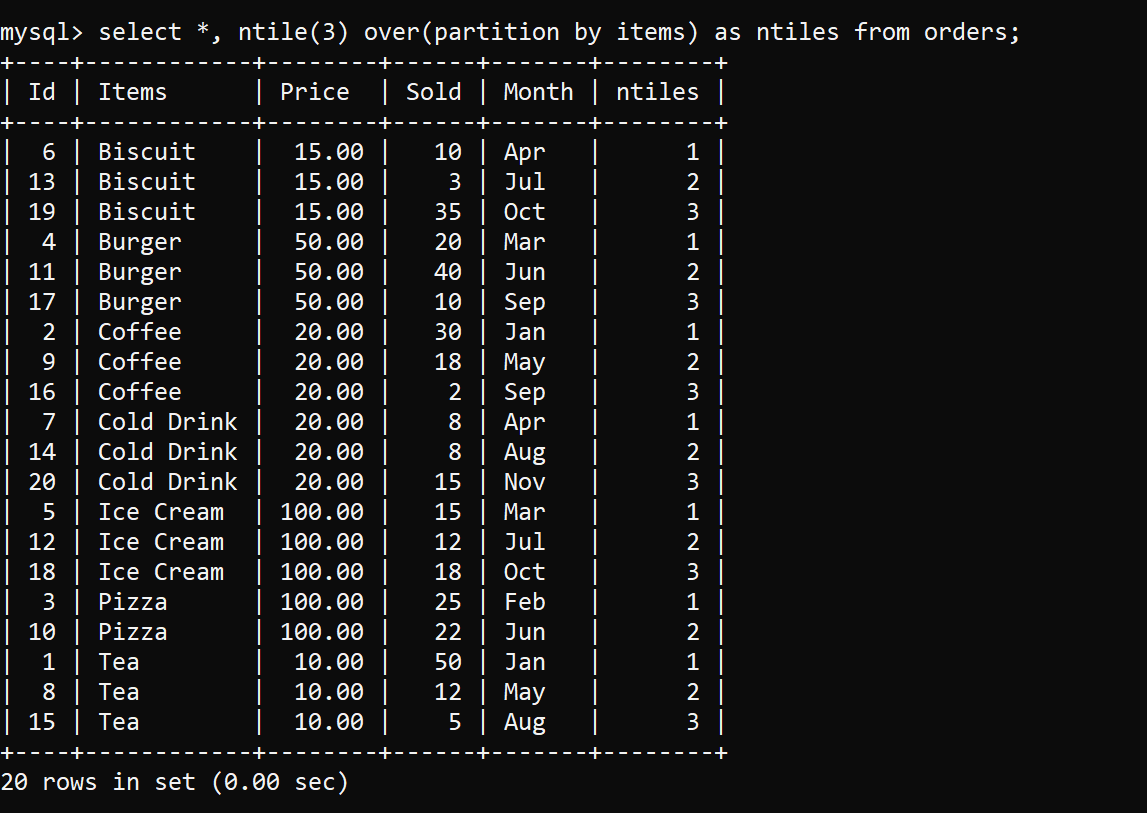 mysql> select *, ntile(3) over(partition by items) as ntiles from orders;
+----+------------+--------+------+-------+--------+
| Id | Items      | Price  | Sold | Month | ntiles |
+----+------------+--------+------+-------+--------+
|  6 | Biscuit    |  15.00 |   10 | Apr   |      1 |
| 13 | Biscuit    |  15.00 |    3 | Jul   |      2 |
| 19 | Biscuit    |  15.00 |   35 | Oct   |      3 |
|  4 | Burger     |  50.00 |   20 | Mar   |      1 |
| 11 | Burger     |  50.00 |   40 | Jun   |      2 |
| 17 | Burger     |  50.00 |   10 | Sep   |      3 |
|  2 | Coffee     |  20.00 |   30 | Jan   |      1 |
|  9 | Coffee     |  20.00 |   18 | May   |      2 |
| 16 | Coffee     |  20.00 |    2 | Sep   |      3 |
|  7 | Cold Drink |  20.00 |    8 | Apr   |      1 |
| 14 | Cold Drink |  20.00 |    8 | Aug   |      2 |
| 20 | Cold Drink |  20.00 |   15 | Nov   |      3 |
|  5 | Ice Cream  | 100.00 |   15 | Mar   |      1 |
| 12 | Ice Cream  | 100.00 |   12 | Jul   |      2 |
| 18 | Ice Cream  | 100.00 |   18 | Oct   |      3 |
|  3 | Pizza      | 100.00 |   25 | Feb   |      1 |
| 10 | Pizza      | 100.00 |   22 | Jun   |      2 |
|  1 | Tea        |  10.00 |   50 | Jan   |      1 |
|  8 | Tea        |  10.00 |   12 | May   |      2 |
| 15 | Tea        |  10.00 |    5 | Aug   |      3 |
+----+------------+--------+------+-------+--------+
20 rows in set (0.00 sec)